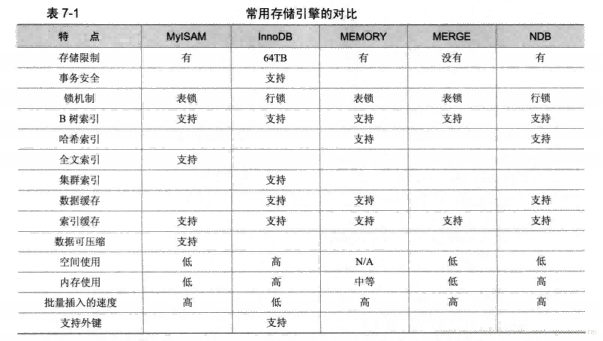 表 7-1 常用存储引擎的对比
特 点 MyISAM InnoDB MEMORY MERGE NDB
存储限制 有 64TB 有 没有 有
事务安全 支持
锁机制 表锁 行锁 表锁 表锁 行锁
B 树索引 支持 支持 支持 支持 支持
哈希索引 支持 支持
全文索引 支持
集群索引 支持
数据缓存 支持 支持 支持
索引缓存 支持 支持 支持 支持 支持
数据可压缩 支持
空间使用 低 高 N/A 低 低
内存使用 低 高 中等 低 高
批量插入的速度 高 低 高 高 高
支持外键 支持